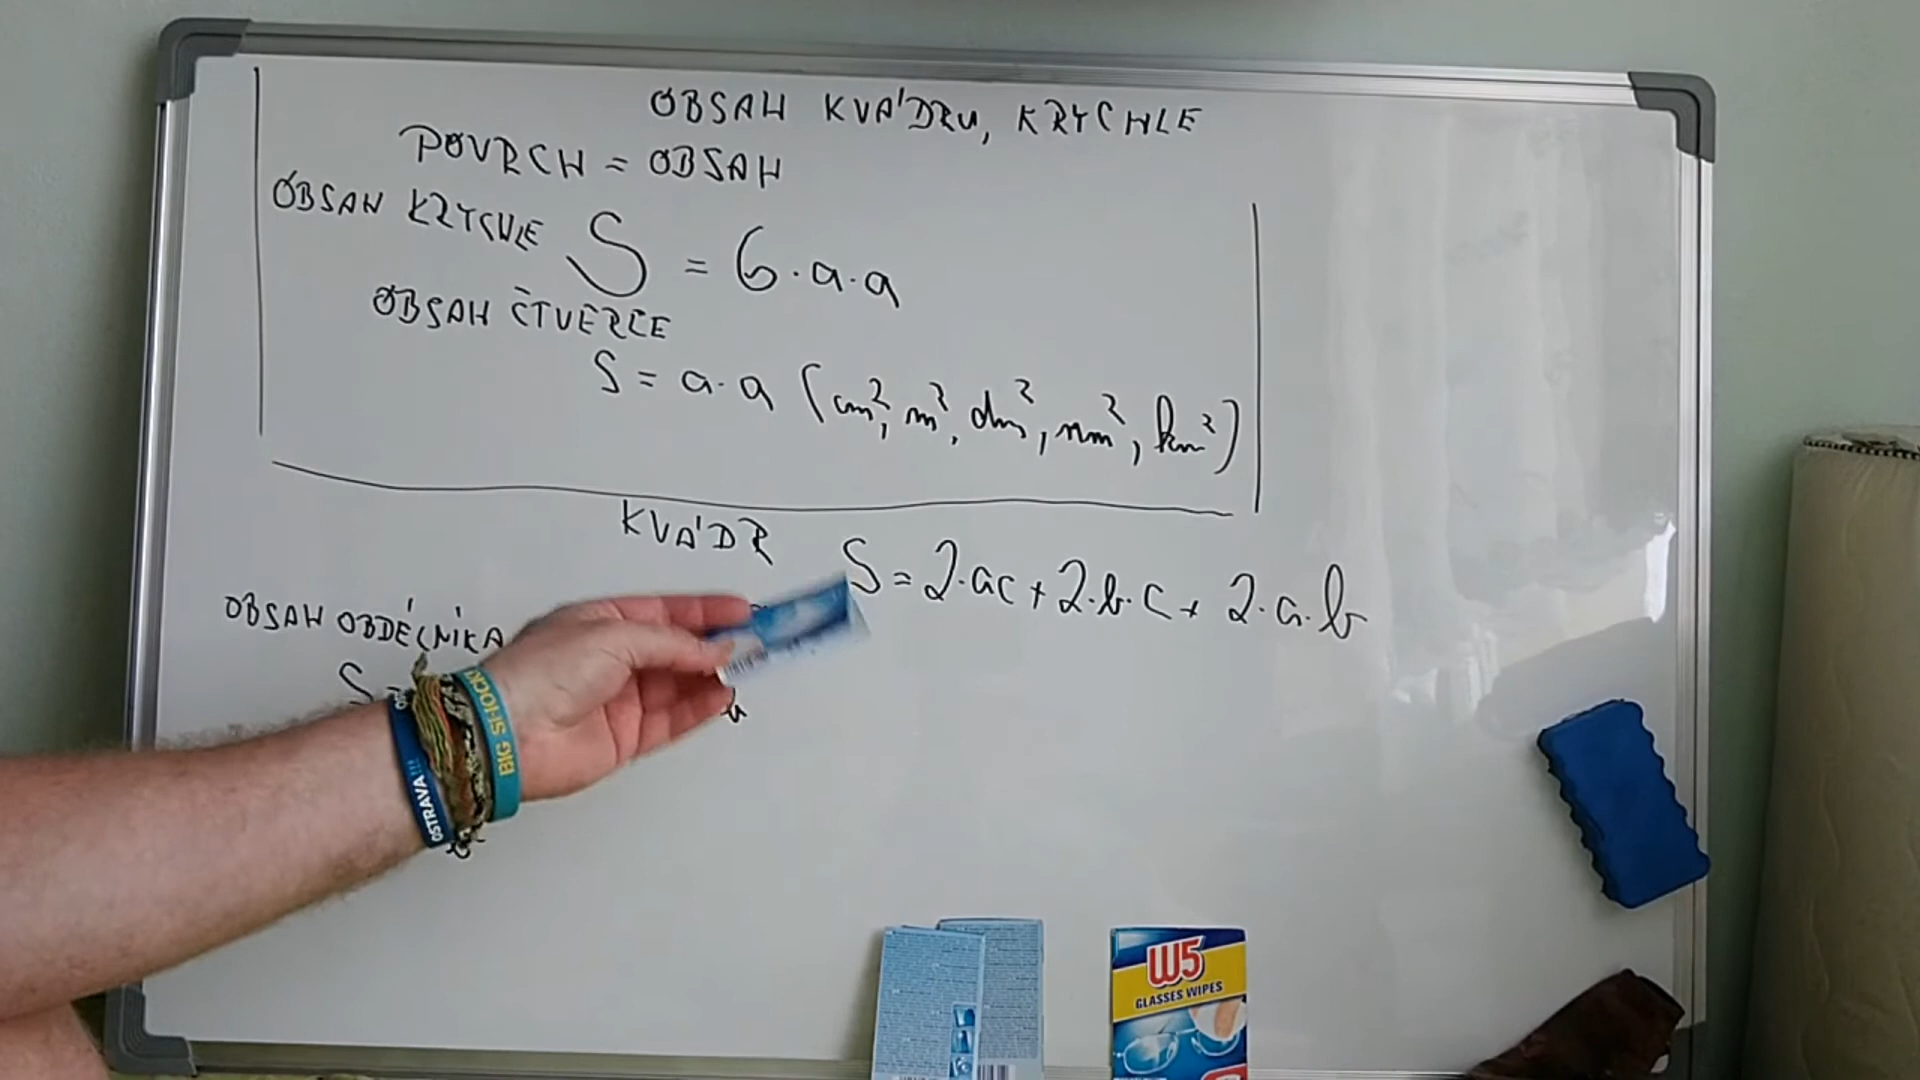 OBSAH KVÁDRU, KRYCHLE
POVRCH = OBSAH
OBSAH KRYCHLE S = 6·a·a
OBSAH ČTVERCE
S = a·a (cm², m², dm², mm², km²)
KVÁDR
S = 2·ac + 2·b·c + 2·a·b
OBSAH OBDÉLNÍKA
S =
BIG SHOCK!
OSTRAVA!!!
W5
GLASSES WIPES